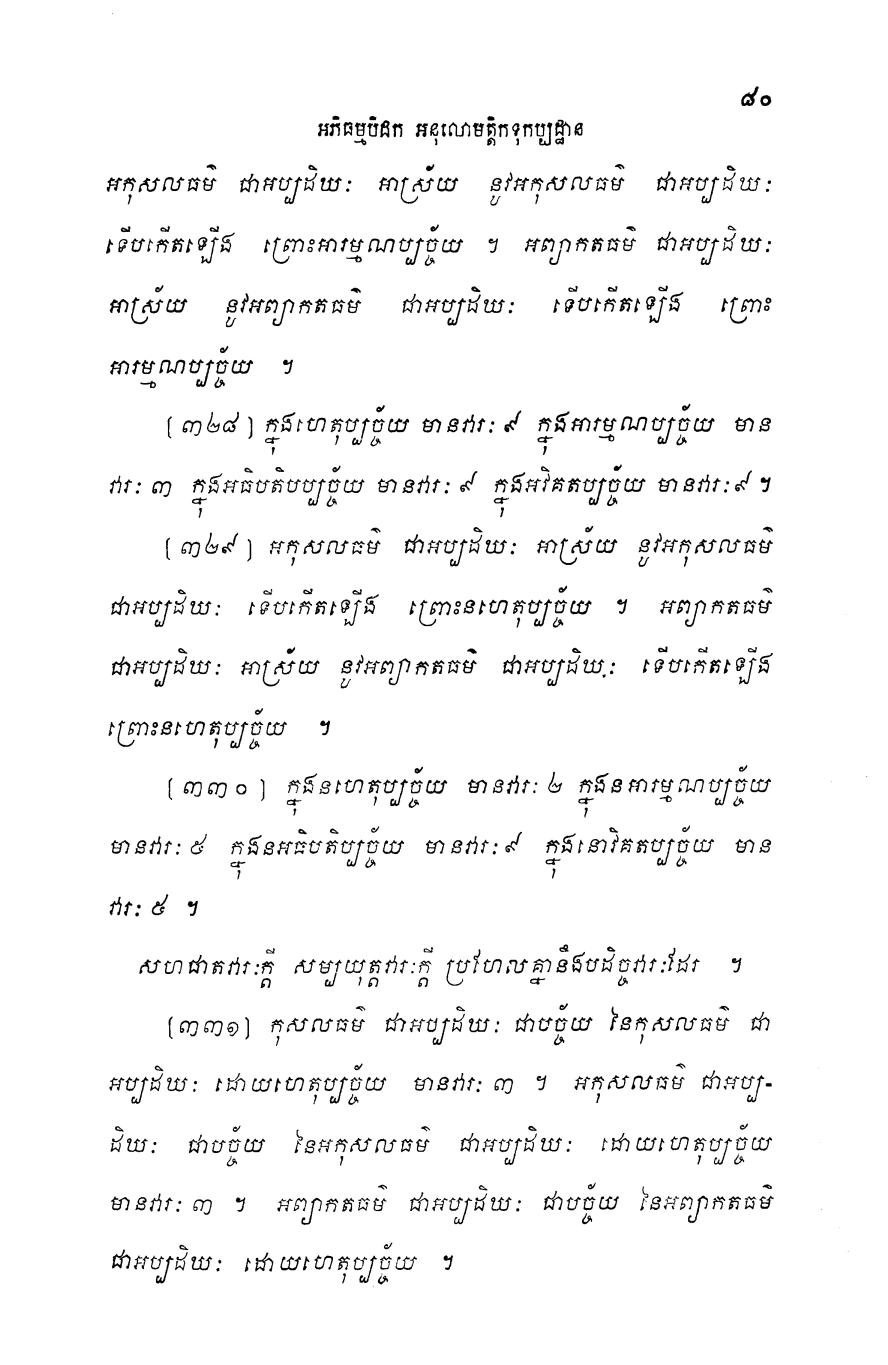 ៨០
អភិធម្មបិដក អនុលោមត្តិកទុកប្បដ្ឋាន
អកុសលធម៌ ជាអប្បដិឃៈ អាស្រ័យ នូវអកុសលធម៌ ជាអប្បដិឃៈ
ទើបកើតឡើង ព្រោះអារម្មណប្បច្ច័យ ។ អព្យាកតធម៌ ជាអប្បដិឃៈ
អាស្រ័យ នូវអព្យាកតធម៌ ជាអប្បដិឃៈ ទើបកើតឡើង ព្រោះ
អារម្មណប្បច្ច័យ ។
[៣២៨] ក្នុងហេតុប្បច្ច័យ មានវារៈ ៩ ក្នុងអារម្មណប្បច្ច័យ មាន
វារៈ ៣ ក្នុងអធិបតិបប្បច្ច័យ មានវារៈ ៩ ក្នុងអវិគតប្បច្ច័យ មានវារៈ៩ ។
[៣២៩] អកុសលធម៌ ជាអប្បដិឃៈ អាស្រ័យ នូវអកុសលធម៌
ជាអប្បដិឃៈ ទើបកើតឡើង ព្រោះនហេតុប្បច្ច័យ ។ អព្យាកតធម៌
ជាអប្បដិឃៈ អាស្រ័យ នូវអព្យាកតធម៌ ជាអប្បដិឃៈ ទើបកើតឡើង
ព្រោះនហេតុប្បច្ច័យ ។
[៣៣០] ក្នុងនហេតុប្បច្ច័យ មានវារៈ ២ ក្នុងនអារម្មណប្បច្ច័យ
មានវារៈ ៥ ក្នុងនអធិបតិប្បច្ច័យ មានវារៈ ៩ ក្នុងនោវិគតប្បច្ច័យ មាន
វារៈ ៥ ។
សហជាតវារៈក្តី សម្បយុត្តវារៈក្តី ប្រហែលគ្នានឹងបដិច្ចវារៈដែរ ។
[៣៣១] កុសលធម៌ ជាអប្បដិឃៈ ជាបច្ច័យ នៃកុសលធម៌ ជា
អប្បដិឃៈ ដោយហេតុប្បច្ច័យ មានវារៈ ៣ ។ អកុសលធម៌ ជាអប្ប-
ដិឃៈ ជាបច្ច័យ នៃអកុសលធម៌ ជាអប្បដិឃៈ ដោយហេតុប្បច្ច័យ
មានវារៈ ៣ ។ អព្យាកតធម៌ ជាអប្បដិឃៈ ជាបច្ច័យ នៃអព្យាកតធម៌
ជាអប្បដិឃៈ ដោយហេតុប្បច្ច័យ ។